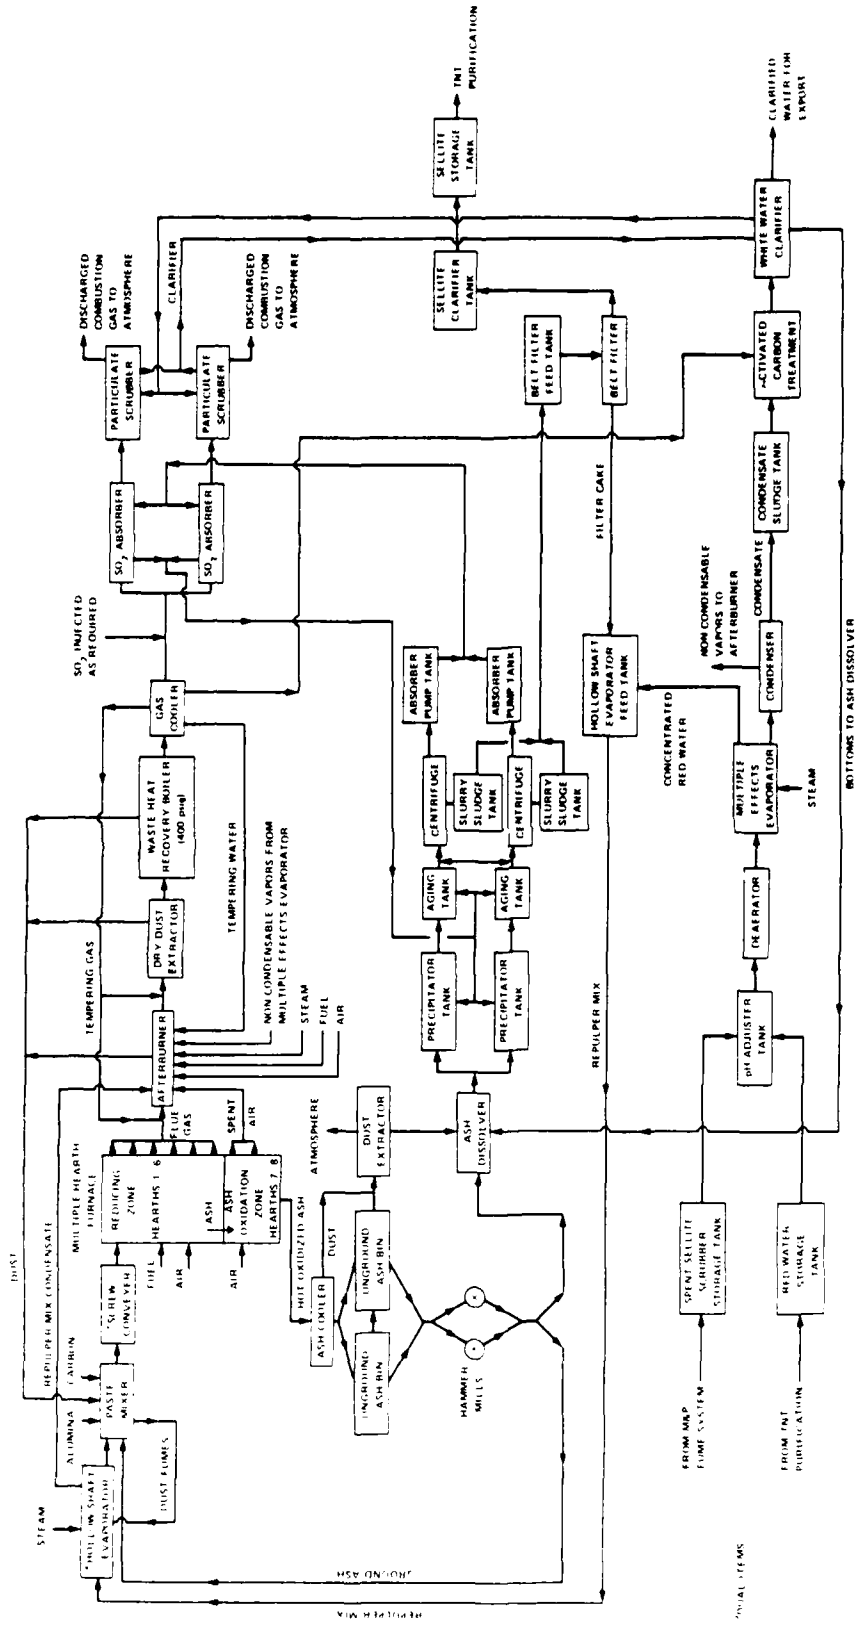 STEAM
*HOLLOW SHAFT
EVAPORATOR
DUST FUMES
ALUMINA
CARBON
PASTE
MIXER
*SCREW
CONVEYER
DUST
REPULPER MIX CONDENSATE
MULTIPLE HEARTH
FURNACE
REDUCING
ZONE
HEARTHS 1 6
ASH
ASH
OXIDATION
ZONE
HEARTHS 7 8
FUEL
AIR
AIR
FLUE
GAS
SPENT
AIR
HOT OXIDIZED ASH
AFTERBURNER
TEMPERING GAS
NON CONDENSABLE VAPORS FROM
MULTIPLE EFFECTS EVAPORATOR
STEAM
FUEL
AIR
TEMPERING WATER
DRY DUST
EXTRACTOR
WASTE HEAT
RECOVERY BOILER
(400 psig)
GAS
COOLER
SO2 INJECTED
AS REQUIRED
SO2 ABSORBER
SO2 ABSORBER
PARTICULATE
SCRUBBER
PARTICULATE
SCRUBBER
DISCHARGED
COMBUSTION
GAS TO
ATMOSPHERE
CLARIFIER
DISCHARGED
COMBUSTION
GAS TO
ATMOSPHERE
ASH COOLER
DUST
UNGROUND
ASH BIN
UNGROUND
ASH BIN
HAMMER
MILLS
ATMOSPHERE
DUST
EXTRACTOR
ASH
DISSOLVER
PRECIPITATOR
TANK
PRECIPITATOR
TANK
AGING
TANK
AGING
TANK
CENTRIFUGE
CENTRIFUGE
SLURRY
SLUDGE
TANK
SLURRY
SLUDGE
TANK
ABSORBER
PUMP TANK
ABSORBER
PUMP TANK
BELT FILTER
FEED TANK
BELT FILTER
SELLITE
CLARIFIER
TANK
SELLITE
STORAGE
TANK
TNT
PURIFICATION
FILTER CAKE
HOLLOW SHAFT
EVAPORATOR
FEED TANK
REPULPER MIX
GROUND ASH
REPULPER MIX
FROM M&P
FUME SYSTEM
SPENT SELLITE
SCRUBBER
STORAGE TANK
FROM TNT
PURIFICATION
RED WATER
STORAGE
TANK
pH ADJUSTER
TANK
DEAERATOR
MULTIPLE
EFFECTS
EVAPORATOR
STEAM
CONCENTRATED
RED WATER
CONDENSER
NON CONDENSABLE
VAPORS TO
AFTERBURNER
CONDENSATE
CONDENSATE
SLUDGE TANK
ACTIVATED
CARBON
TREATMENT
WHITE WATER
CLARIFIER
CLARIFIED
WATER FOR
EXPORT
BOTTOMS TO ASH DISSOLVER
ITEMS